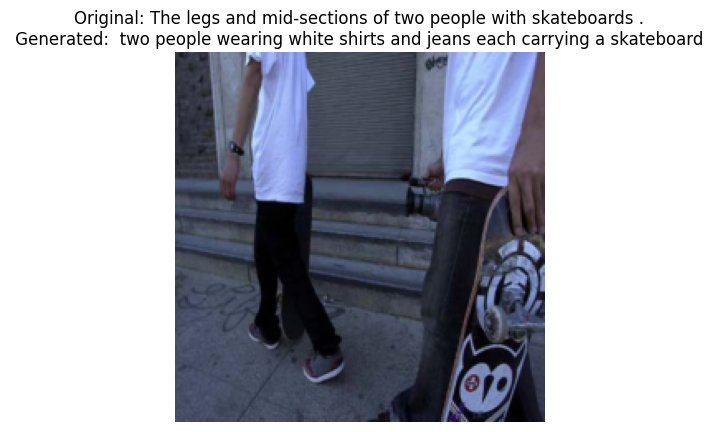 Original: The legs and mid-sections of two people with skateboards .
Generated:  two people wearing white shirts and jeans each carrying a skateboard